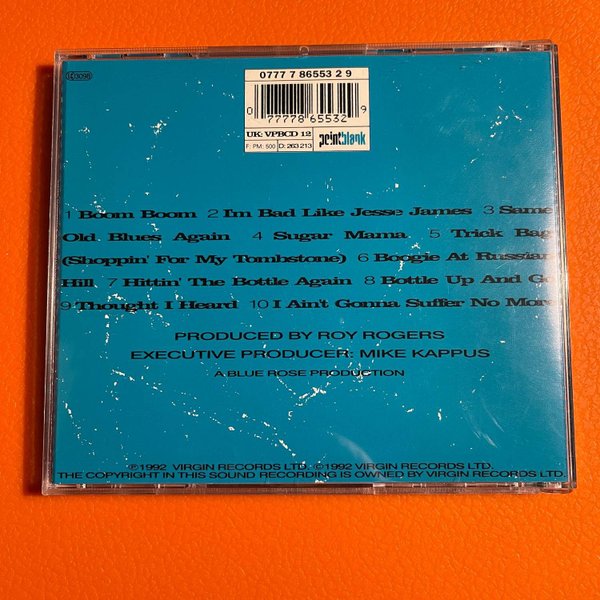 LC 3098
0777 7 86553 2 9
0 77778 65532 9
UK: VPBCD 12
pointblank
F: PM: 500 D: 263 213
1 Boom Boom 2 I'm Bad Like Jesse James 3 Same
Old Blues Again 4 Sugar Mama 5 Trick Bag
(Shoppin' For My Tombstone) 6 Boogie At Russian
Hill 7 Hittin' The Bottle Again 8 Bottle Up And Go
9 Thought I Heard 10 I Ain't Gonna Suffer No More
PRODUCED BY ROY ROGERS
EXECUTIVE PRODUCER: MIKE KAPPUS
A BLUE ROSE PRODUCTION
℗1992 VIRGIN RECORDS LTD. ©1992 VIRGIN RECORDS LTD.
THE COPYRIGHT IN THIS SOUND RECORDING IS OWNED BY VIRGIN RECORDS LTD